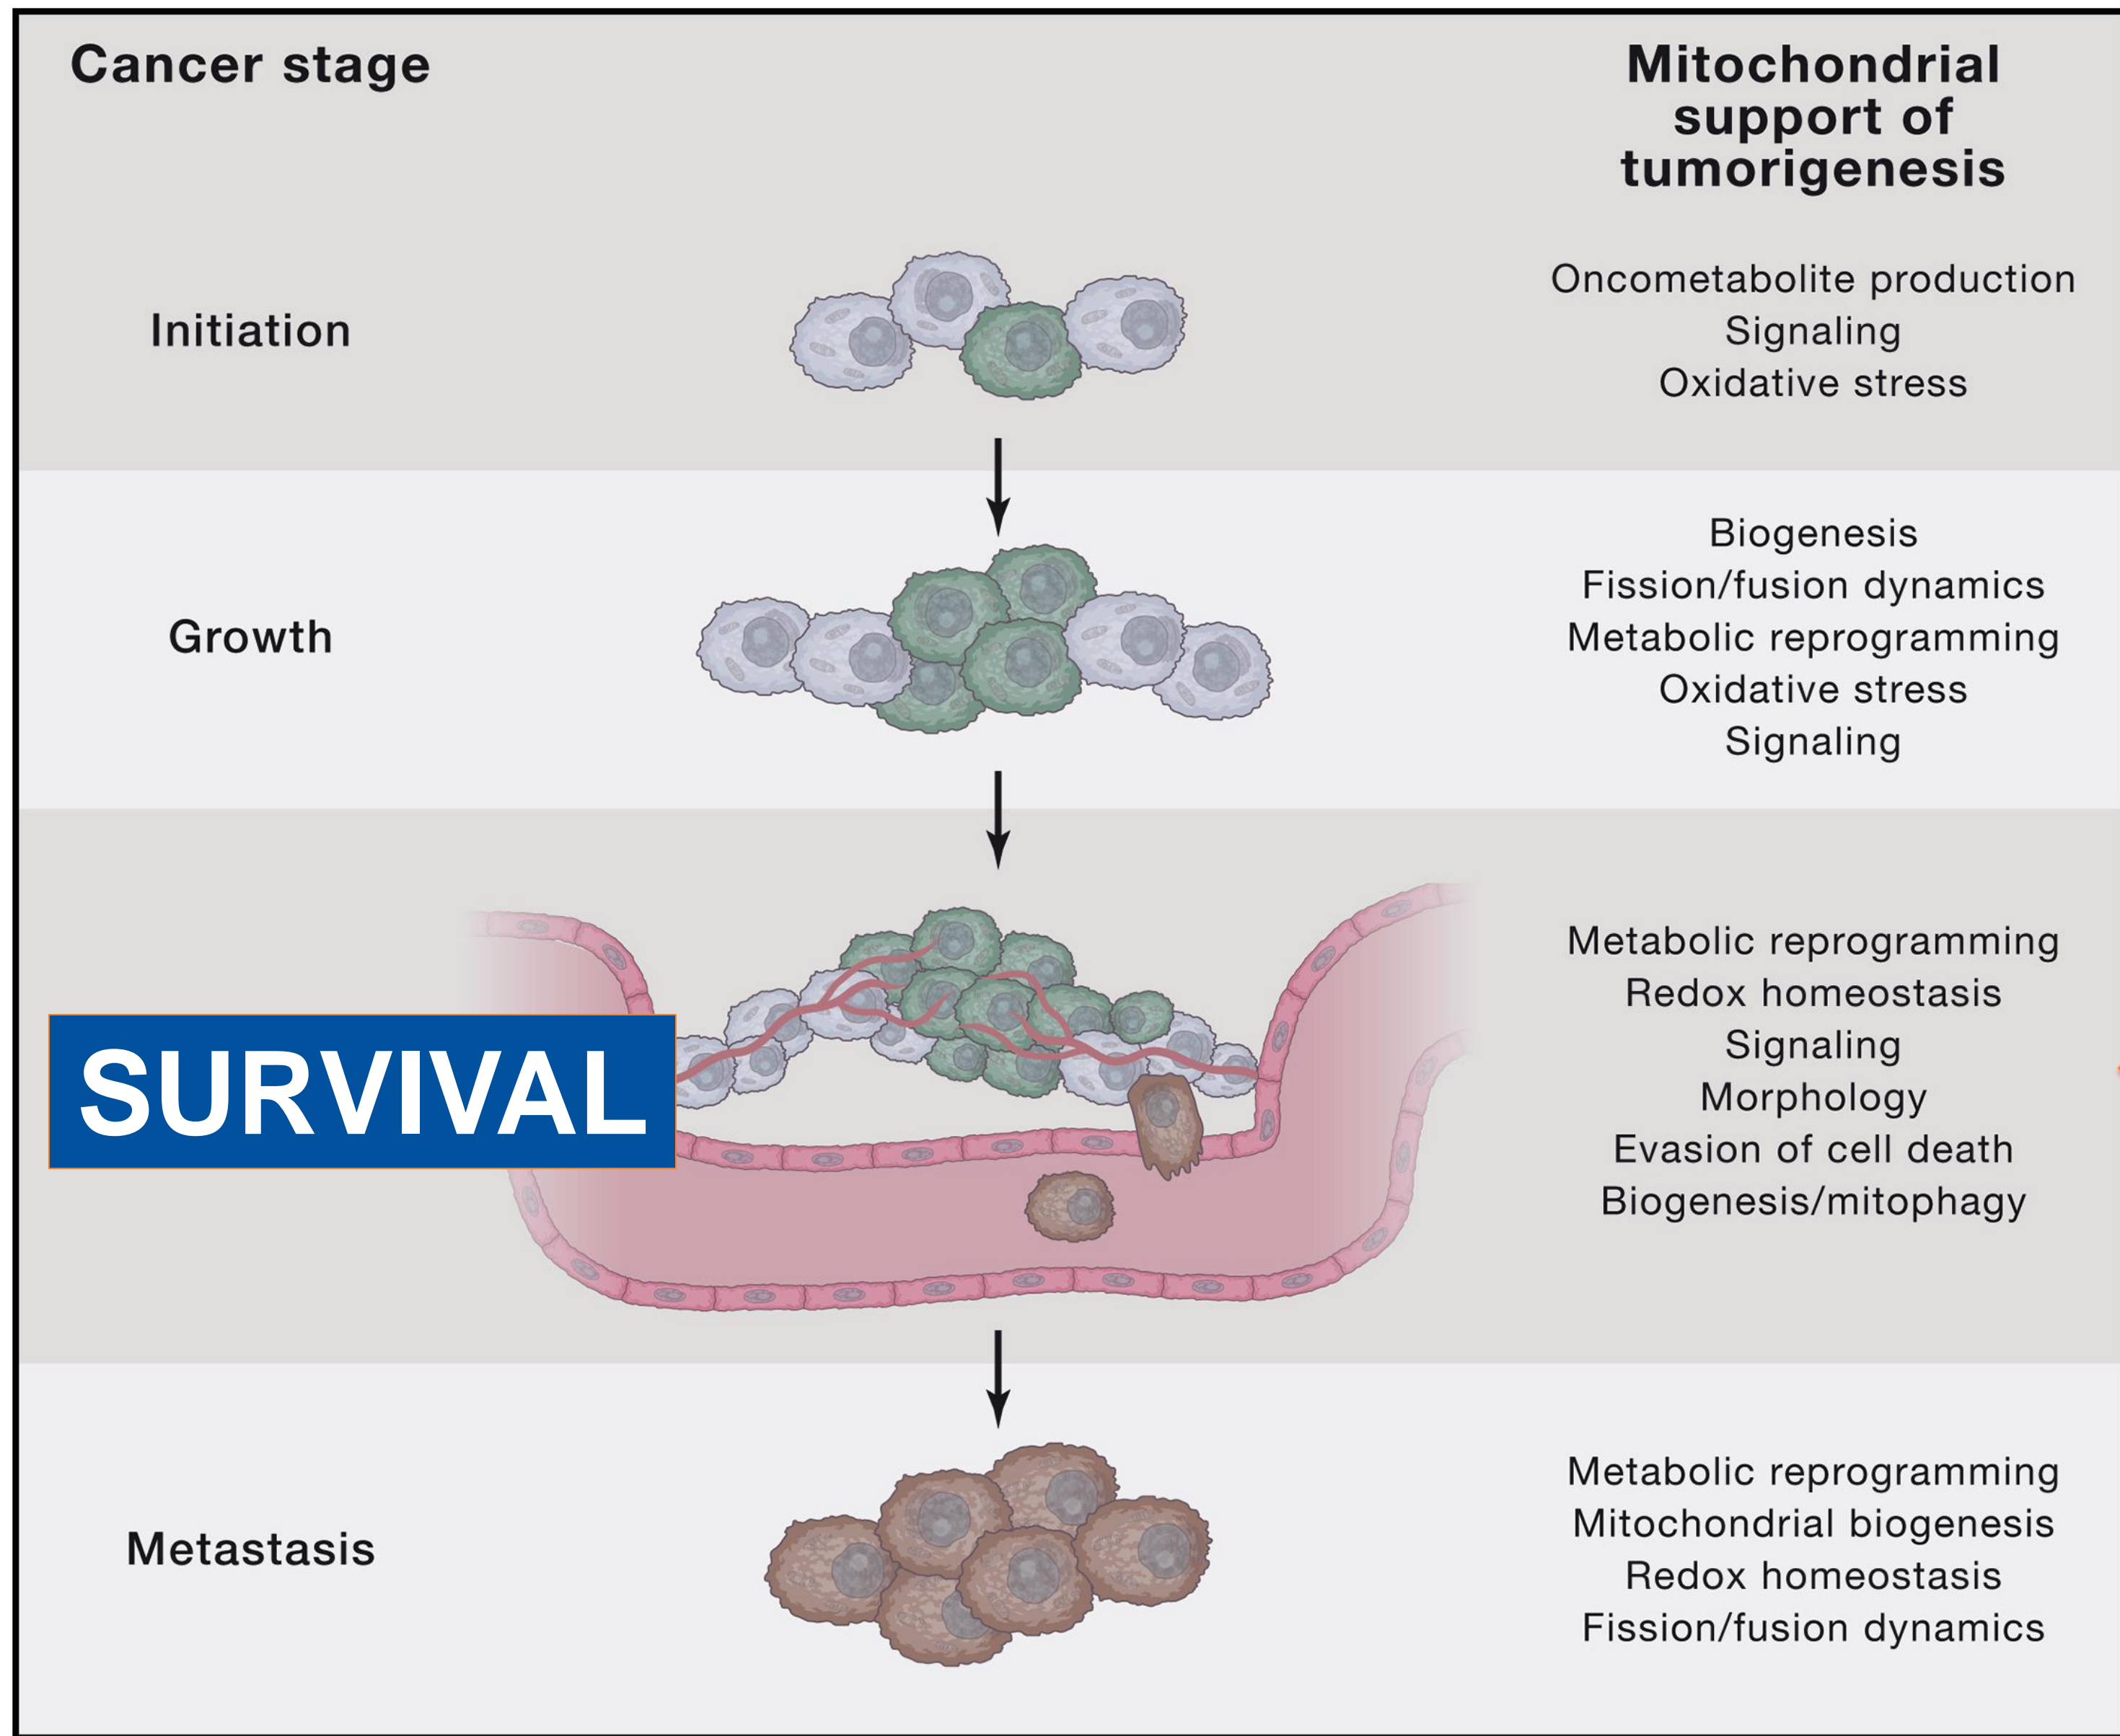 Cancer stage
Mitochondrial
support of
tumorigenesis
Initiation
Oncometabolite production
Signaling
Oxidative stress
Growth
Biogenesis
Fission/fusion dynamics
Metabolic reprogramming
Oxidative stress
Signaling
SURVIVAL
Metabolic reprogramming
Redox homeostasis
Signaling
Morphology
Evasion of cell death
Biogenesis/mitophagy
Metastasis
Metabolic reprogramming
Mitochondrial biogenesis
Redox homeostasis
Fission/fusion dynamics